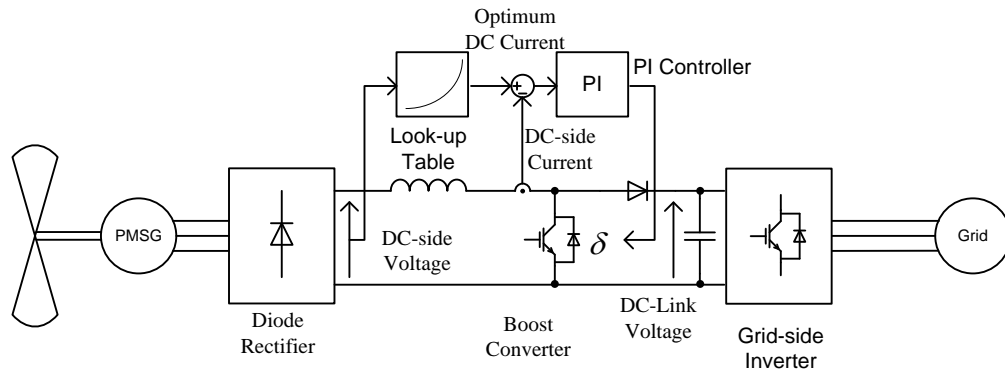 Optimum
DC Current
PI
PI Controller
+
−
Look-up
Table
DC-side
Current
PMSG
DC-side
Voltage
δ
Grid
Diode
Rectifier
Boost
Converter
DC-Link
Voltage
Grid-side
Inverter